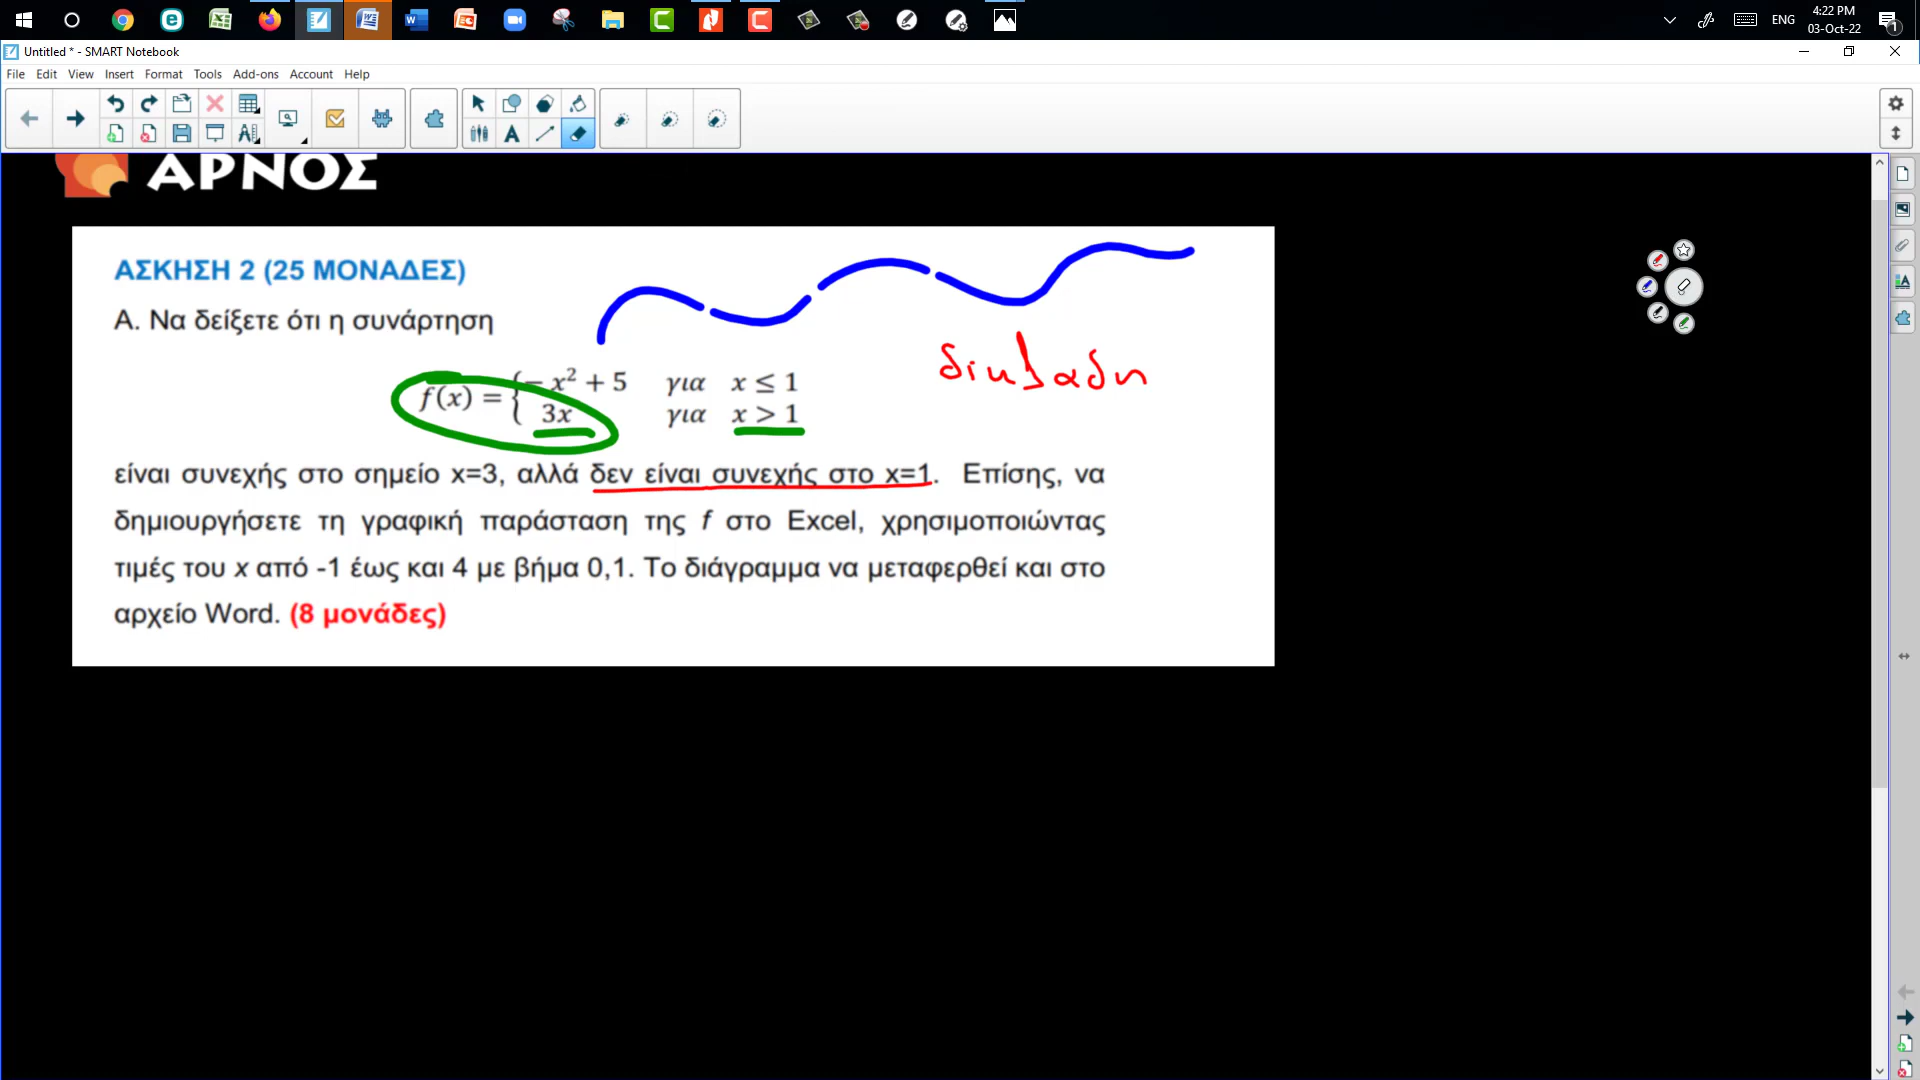 4:22 PM
ENG
03-Oct-22
1
Untitled * - SMART Notebook
File Edit View Insert Format Tools Add-ons Account Help
ΑΡΝΟΣ
ΑΣΚΗΣΗ 2 (25 ΜΟΝΑΔΕΣ)
Α. Να δείξετε ότι η συνάρτηση
f(x) = { − x² + 5 για x ≤ 1
3x για x > 1
δικλαδη
είναι συνεχής στο σημείο x=3, αλλά δεν είναι συνεχής στο x=1. Επίσης, να
δημιουργήσετε τη γραφική παράσταση της f στο Excel, χρησιμοποιώντας
τιμές του x από -1 έως και 4 με βήμα 0,1. Το διάγραμμα να μεταφερθεί και στο
αρχείο Word. (8 μονάδες)